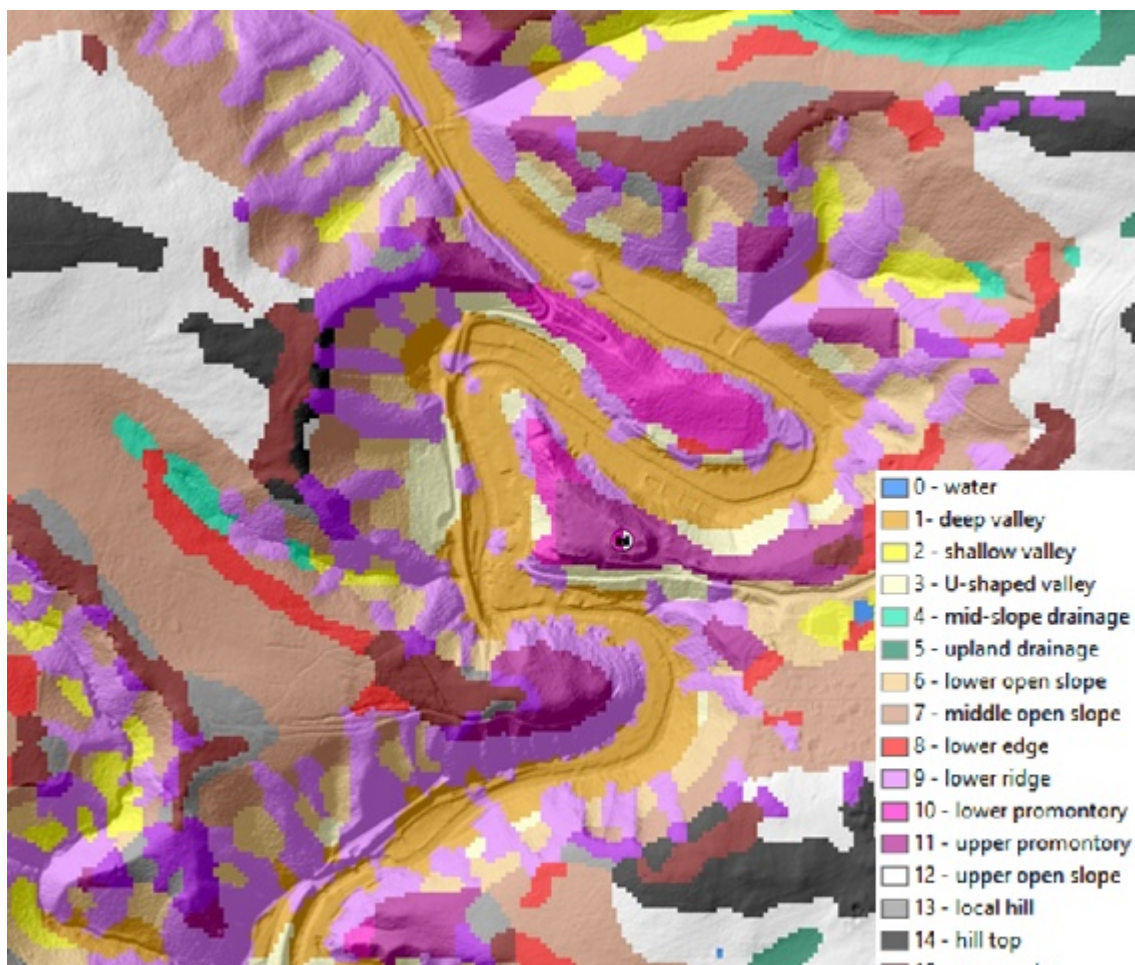 0 - water
1- deep valley
2 - shallow valley
3 - U-shaped valley
4 - mid-slope drainage
5 - upland drainage
6 - lower open slope
7 - middle open slope
8 - lower edge
9 - lower ridge
10 - lower promontory
11 - upper promontory
12 - upper open slope
13 - local hill
14 - hill top